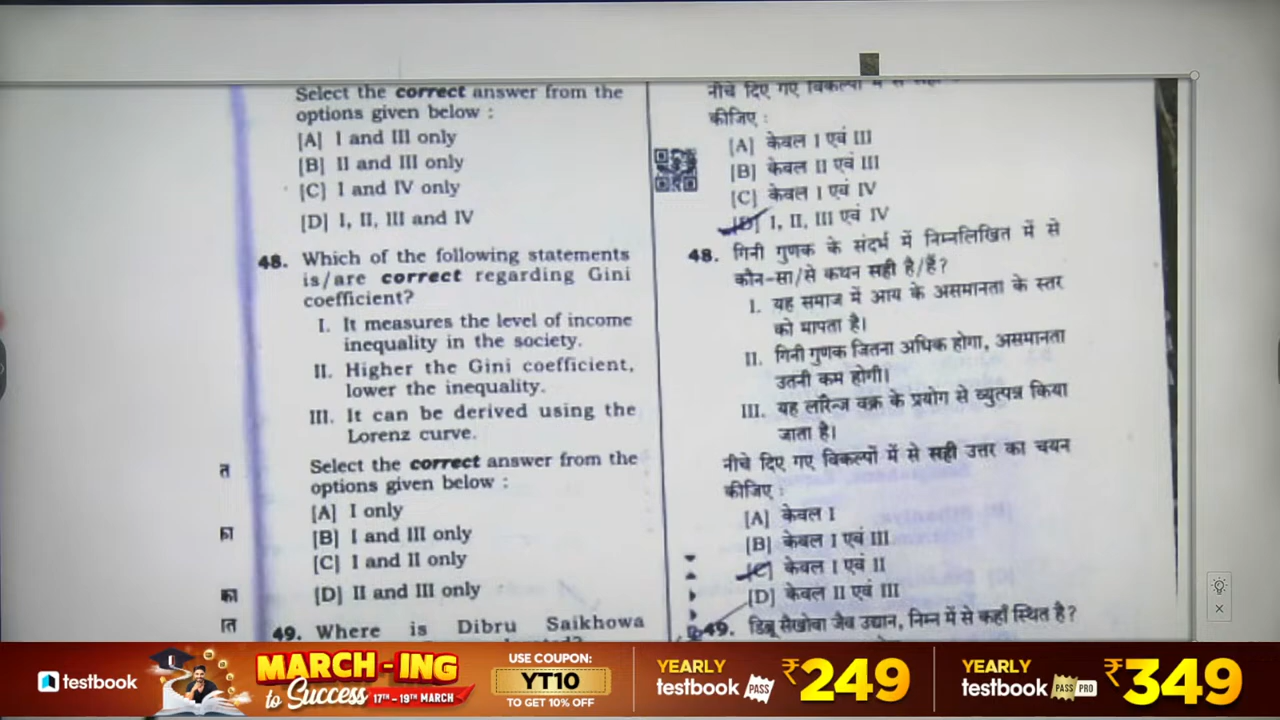 Select the correct answer from the
options given below :
[A] I and III only
[B] II and III only
[C] I and IV only
[D] I, II, III and IV
48. Which of the following statements
is/are correct regarding Gini
coefficient?
I. It measures the level of income
inequality in the society.
II. Higher the Gini coefficient,
lower the inequality.
III. It can be derived using the
Lorenz curve.
Select the correct answer from the
options given below :
[A] I only
[B] I and III only
[C] I and II only
[D] II and III only
49. Where is Dibru Saikhowa
नीचे दिए गए विकल्पों में से
कीजिए :
[A] केवल I एवं III
[B] केवल II एवं III
[C] केवल I एवं IV
[D] I, II, III एवं IV
48. गिनी गुणक के संदर्भ में निम्नलिखित में से
कौन-सा/से कथन सही है/हैं?
I. यह समाज में आय के असमानता के स्तर
को मापता है।
II. गिनी गुणक जितना अधिक होगा, असमानता
उतनी कम होगी।
III. यह लॉरेन्ज वक्र के प्रयोग से व्युत्पन्न किया
जाता है।
नीचे दिए गए विकल्पों में से सही उत्तर का चयन
कीजिए :
[A] केवल I
[B] केवल I एवं III
[C] केवल I एवं II
[D] केवल II एवं III
49. डिब्रू सैखोवा जैव उद्यान, निम्न में से कहाँ स्थित है?
त
का
testbook
MARCH-ING
to Success 17TH - 19TH MARCH
USE COUPON:
YT10
TO GET 10% OFF
YEARLY
testbook PASS
₹249
YEARLY
testbook PASS PRO
₹349